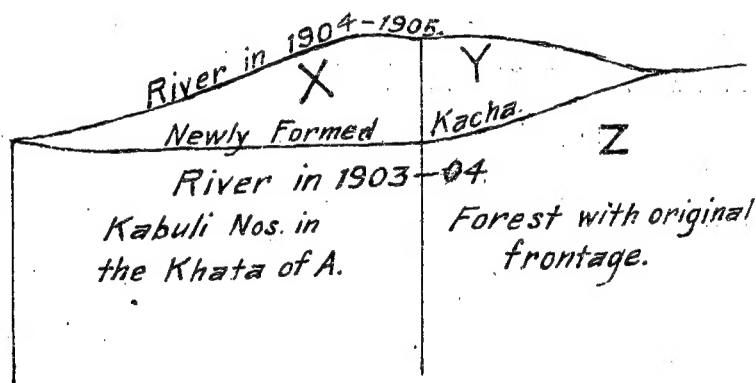 River in 1904-1905.
X
Y
Newly Formed Kacha.
Z
River in 1903-04.
Kabuli Nos. in
the Khata of A.
Forest with original
frontage.